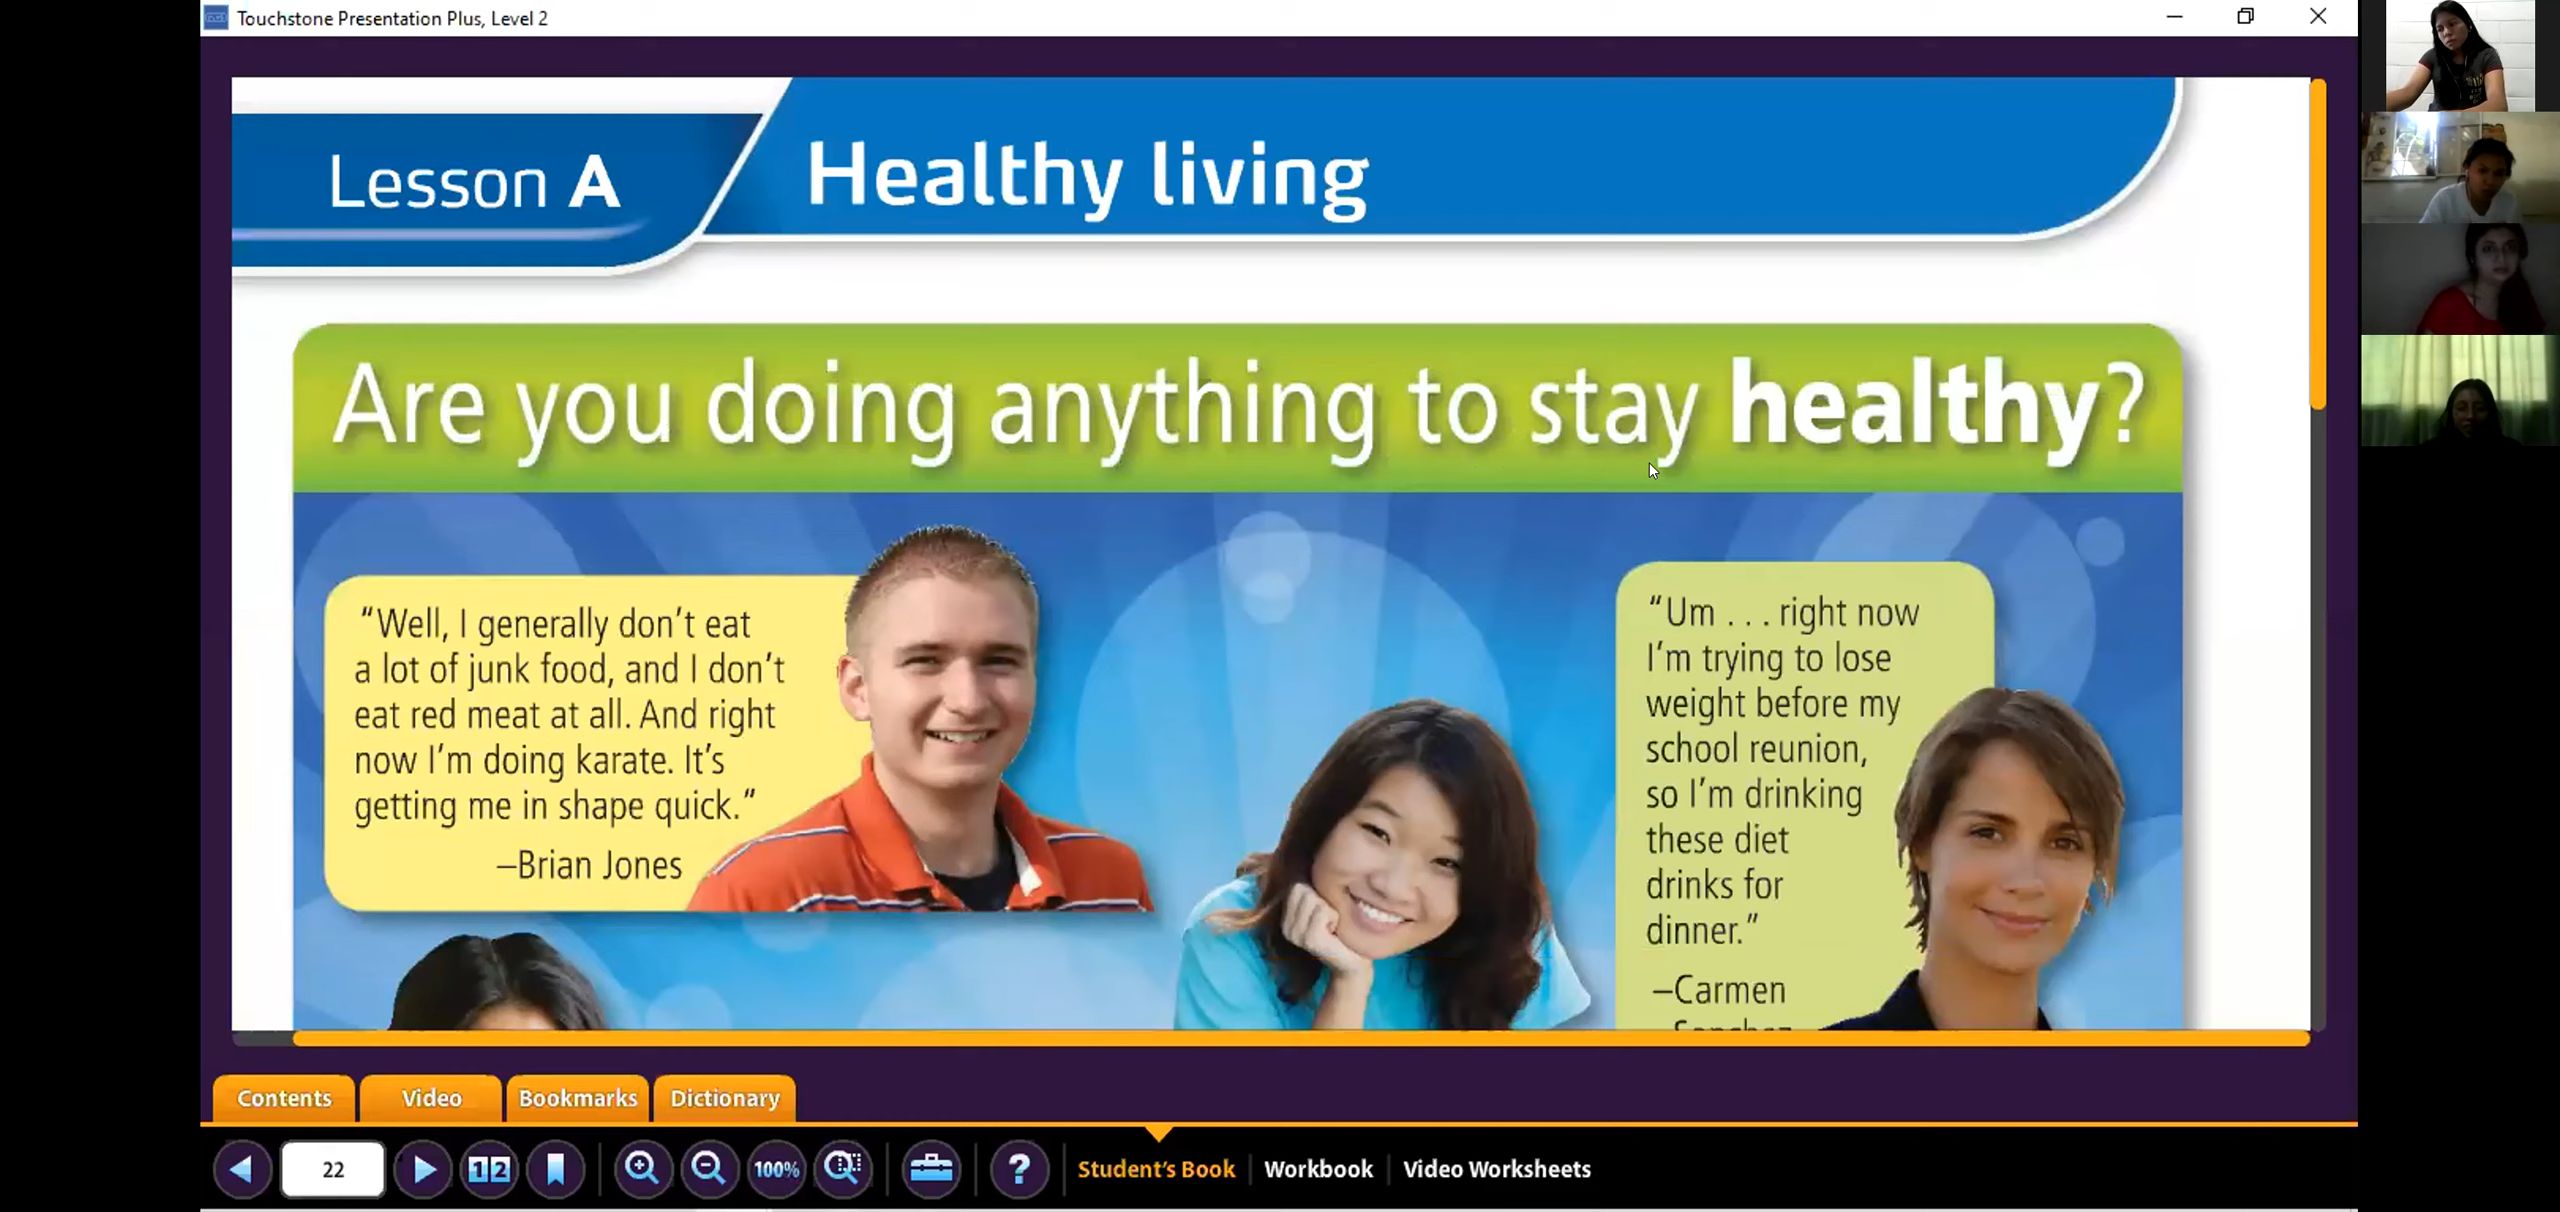 Touchstone Presentation Plus, Level 2
Lesson A
Healthy living
Are you doing anything to stay healthy?
“Well, I generally don’t eat
a lot of junk food, and I don’t
eat red meat at all. And right
now I’m doing karate. It’s
getting me in shape quick.”
–Brian Jones
“Um . . . right now
I’m trying to lose
weight before my
school reunion,
so I’m drinking
these diet
drinks for
dinner.”
–Carmen
Contents
Video
Bookmarks
Dictionary
22
12
100%
?
Student’s Book
Workbook
Video Worksheets